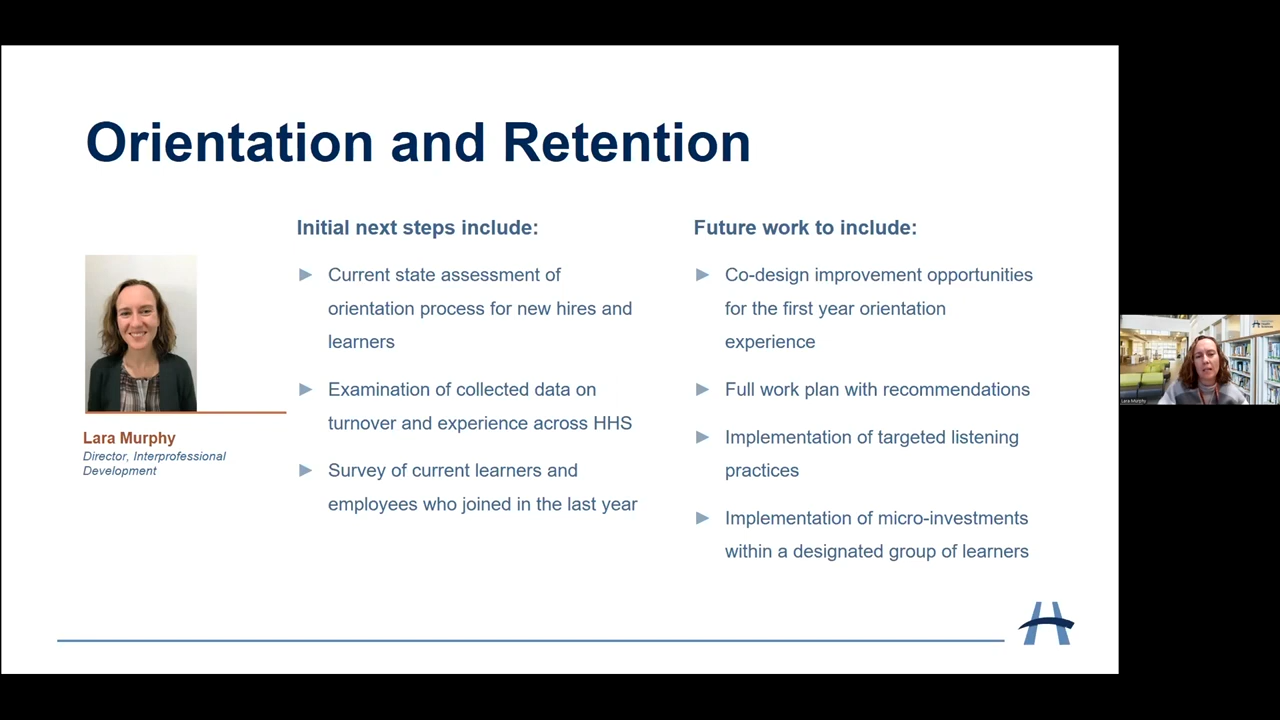 Orientation and Retention
Lara Murphy
Director, Interprofessional
Development
Initial next steps include:
Current state assessment of
orientation process for new hires and
learners
Examination of collected data on
turnover and experience across HHS
Survey of current learners and
employees who joined in the last year
Future work to include:
Co-design improvement opportunities
for the first year orientation
experience
Full work plan with recommendations
Implementation of targeted listening
practices
Implementation of micro-investments
within a designated group of learners
Lara Murphy